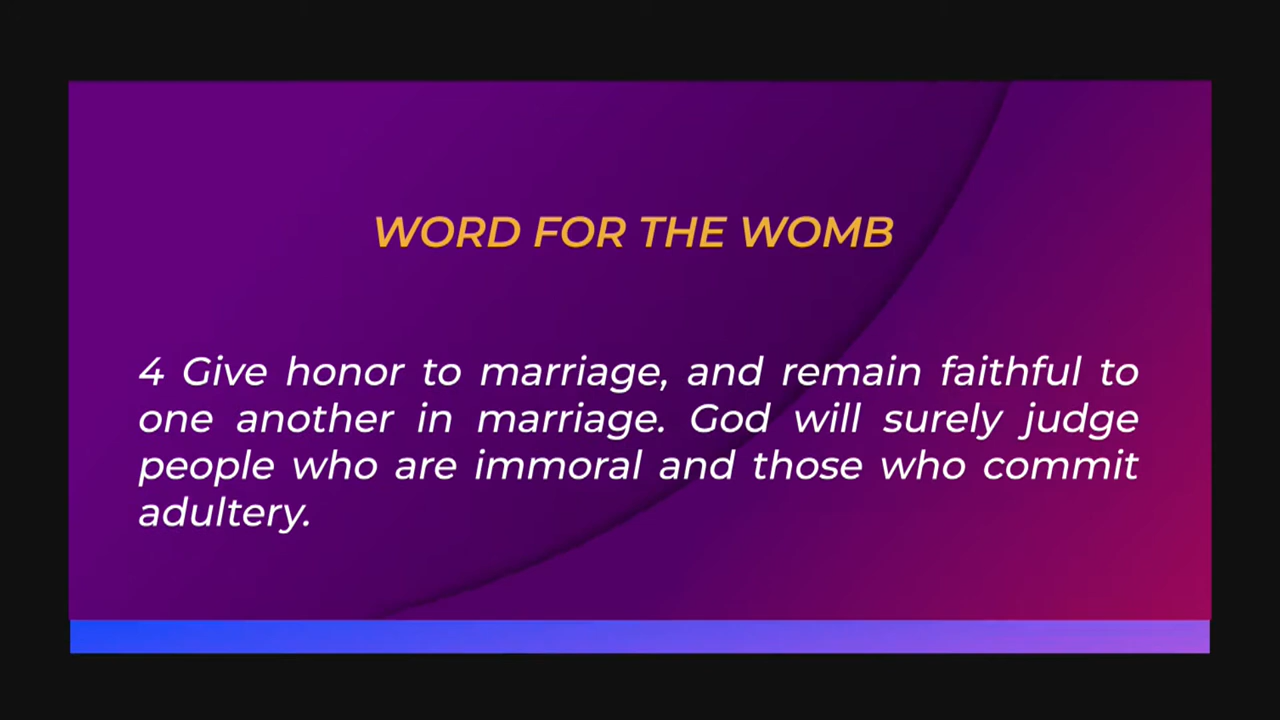 WORD FOR THE WOMB
4 Give honor to marriage, and remain faithful to
one another in marriage. God will surely judge
people who are immoral and those who commit
adultery.